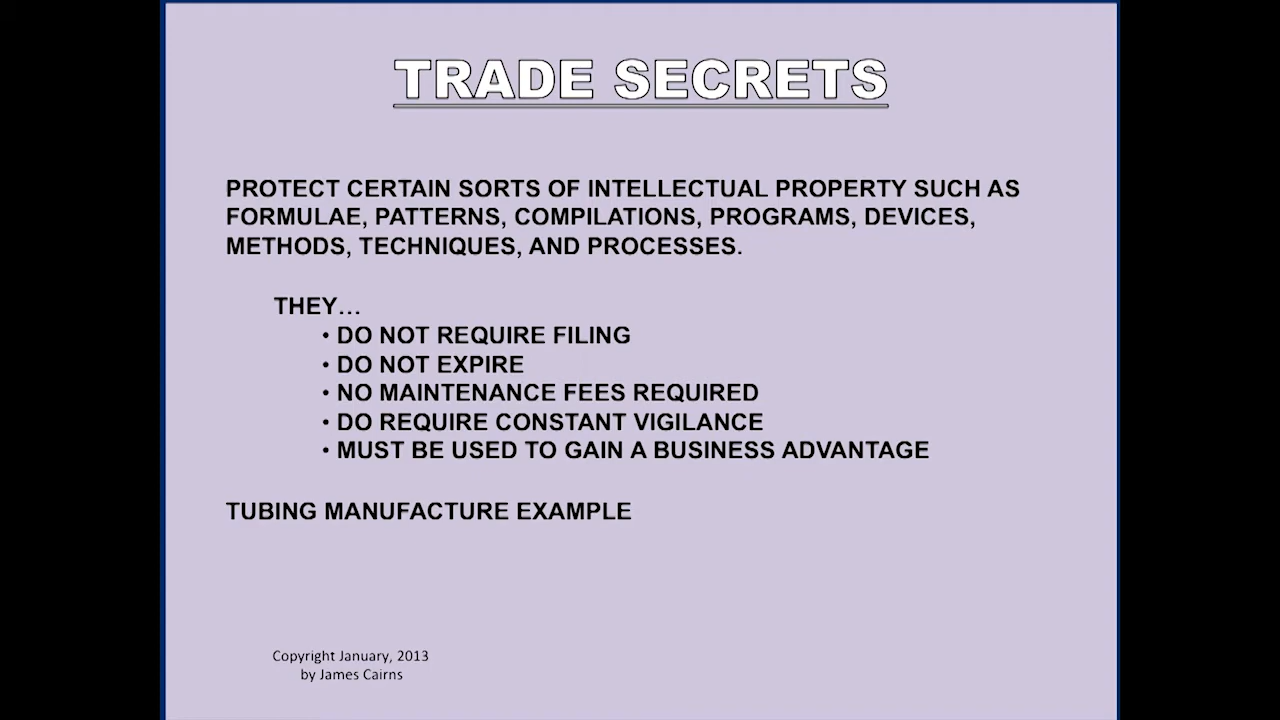 TRADE SECRETS
PROTECT CERTAIN SORTS OF INTELLECTUAL PROPERTY SUCH AS
FORMULAE, PATTERNS, COMPILATIONS, PROGRAMS, DEVICES,
METHODS, TECHNIQUES, AND PROCESSES.
THEY…
• DO NOT REQUIRE FILING
• DO NOT EXPIRE
• NO MAINTENANCE FEES REQUIRED
• DO REQUIRE CONSTANT VIGILANCE
• MUST BE USED TO GAIN A BUSINESS ADVANTAGE
TUBING MANUFACTURE EXAMPLE
Copyright January, 2013
by James Cairns